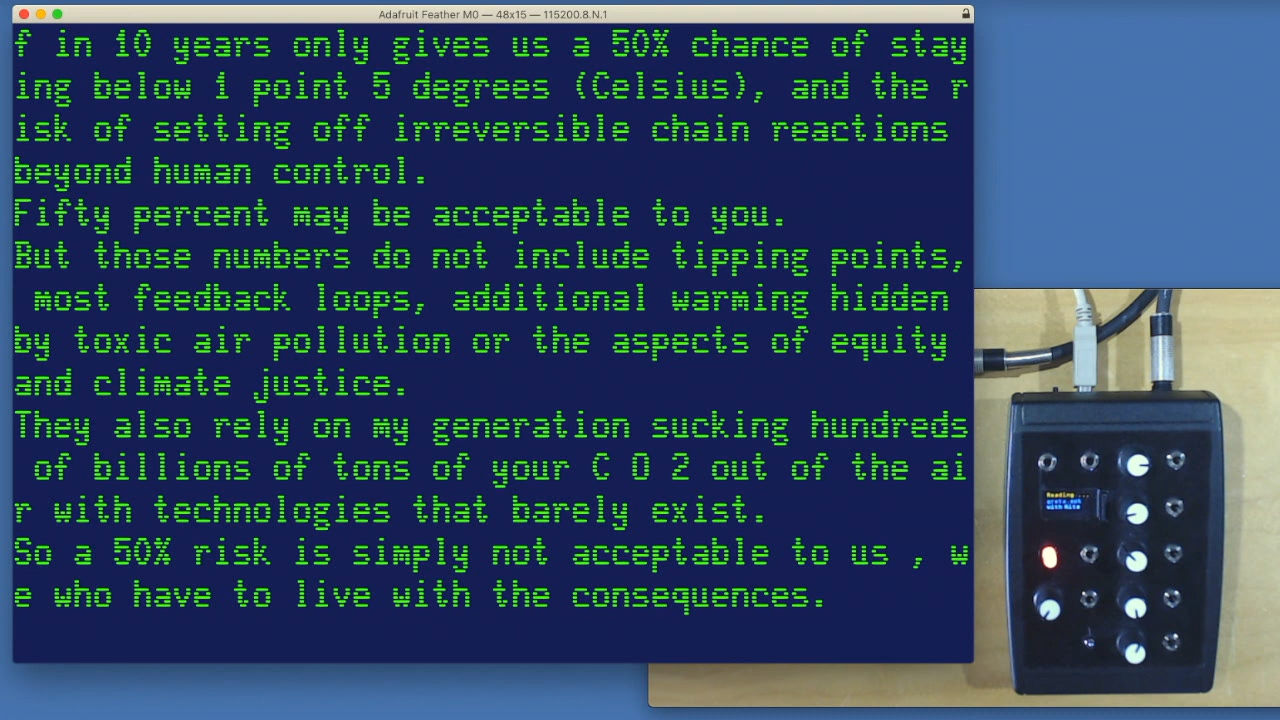 Adafruit Feather M0 — 48x15 — 115200.8.N.1
f in 10 years only gives us a 50% chance of stay
ing below 1 point 5 degrees (Celsius), and the r
isk of setting off irreversible chain reactions
beyond human control.
Fifty percent may be acceptable to you.
But those numbers do not include tipping points,
most feedback loops, additional warming hidden
by toxic air pollution or the aspects of equity
and climate justice.
They also rely on my generation sucking hundreds
of billions of tons of your C O 2 out of the ai
r with technologies that barely exist.
So a 50% risk is simply not acceptable to us , w
e who have to live with the consequences.
Reading ...
with